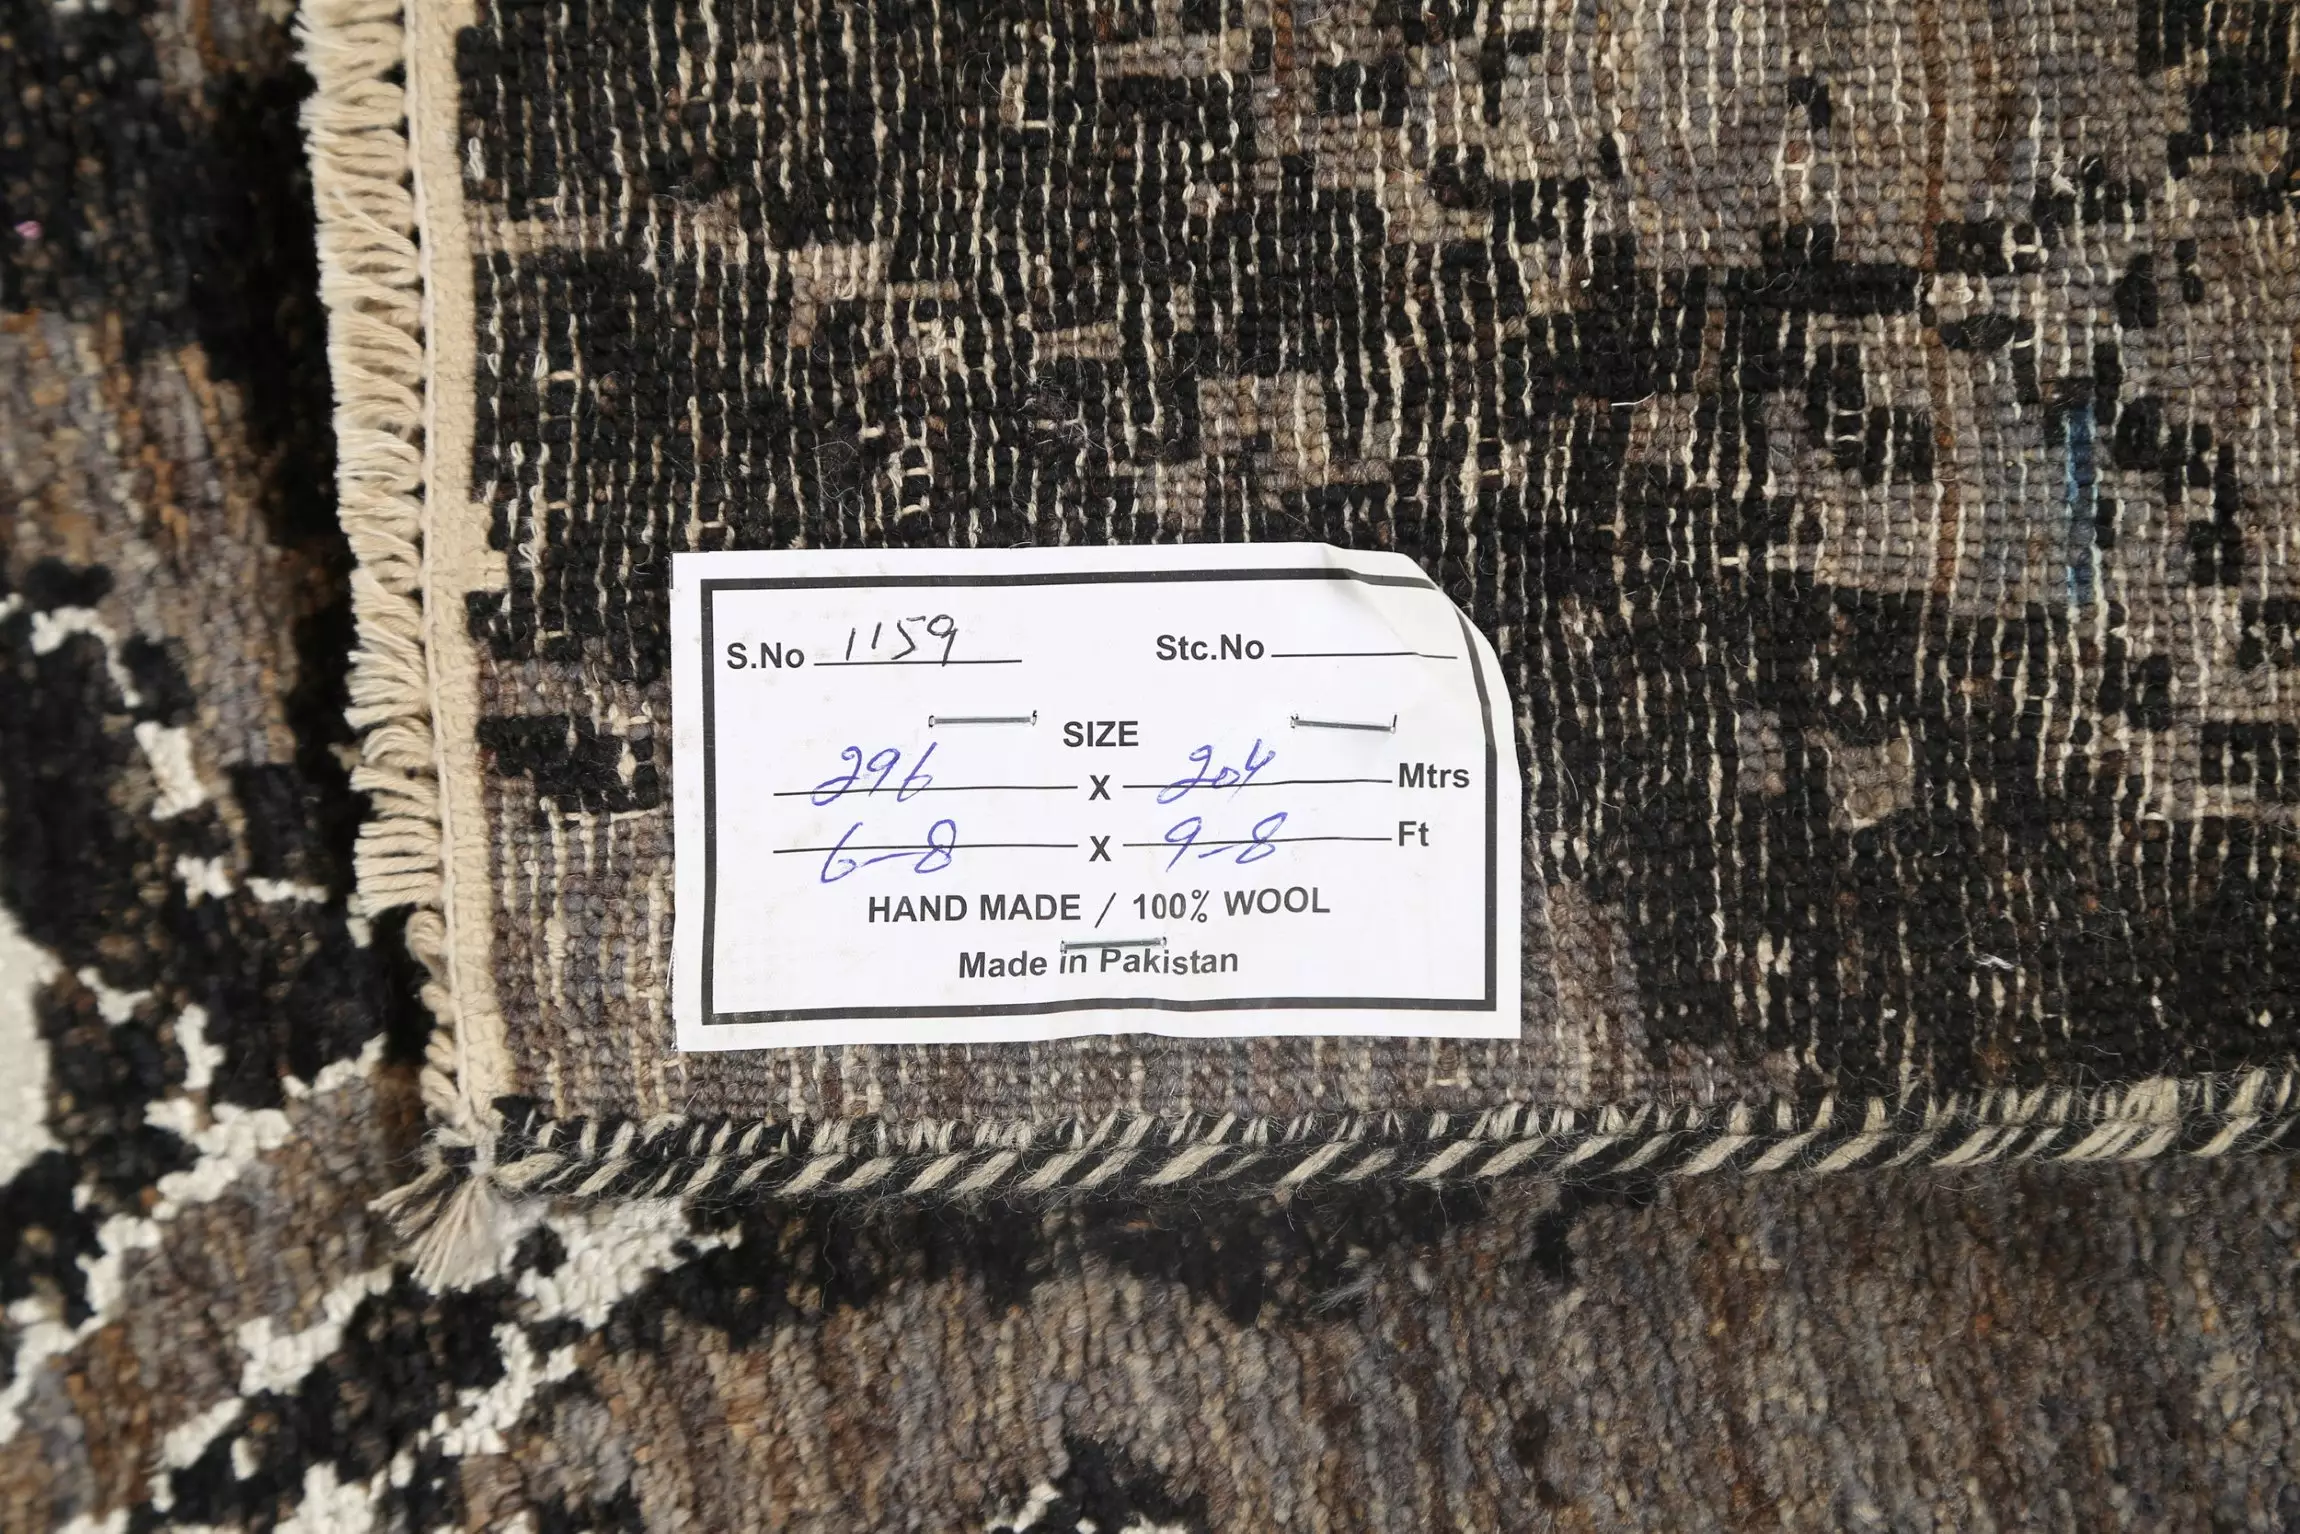 S.No 1159 Stc.No
SIZE
296 X 204 Mtrs
6-8 X 9-8 Ft
HAND MADE / 100% WOOL
Made in Pakistan